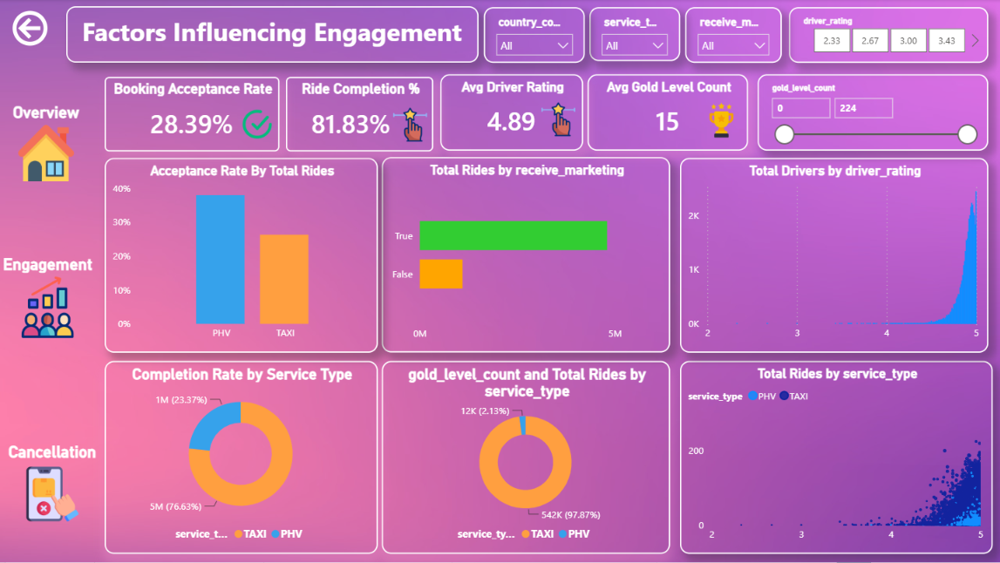 Factors Influencing Engagement
country_co...
All
service_t...
All
receive_m...
All
driver_rating
2.33
2.67
3.00
3.43
Overview
Engagement
Cancellation
Booking Acceptance Rate
28.39%
Ride Completion %
81.83%
Avg Driver Rating
4.89
Avg Gold Level Count
15
gold_level_count
0
224
Acceptance Rate By Total Rides
40%
30%
20%
10%
0%
PHV
TAXI
Total Rides by receive_marketing
True
False
0M
5M
Total Drivers by driver_rating
2K
1K
0K
2
3
4
5
Completion Rate by Service Type
1M (23.37%)
5M (76.63%)
service_t...
TAXI
PHV
gold_level_count and Total Rides by
service_type
12K (2.13%)
542K (97.87%)
service_ty...
TAXI
PHV
Total Rides by service_type
service_type
PHV
TAXI
200
0
2
3
4
5